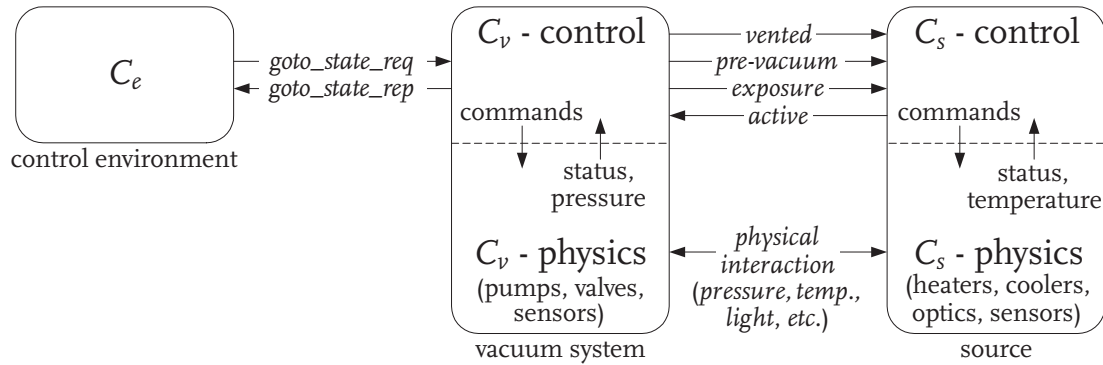 C_e
control environment
goto_state_req
goto_state_rep
C_v - control
commands
status,
pressure
C_v - physics
(pumps, valves,
sensors)
vacuum system
vented
pre-vacuum
exposure
active
physical
interaction
(pressure, temp.,
light, etc.)
C_s - control
commands
status,
temperature
C_s - physics
(heaters, coolers,
optics, sensors)
source